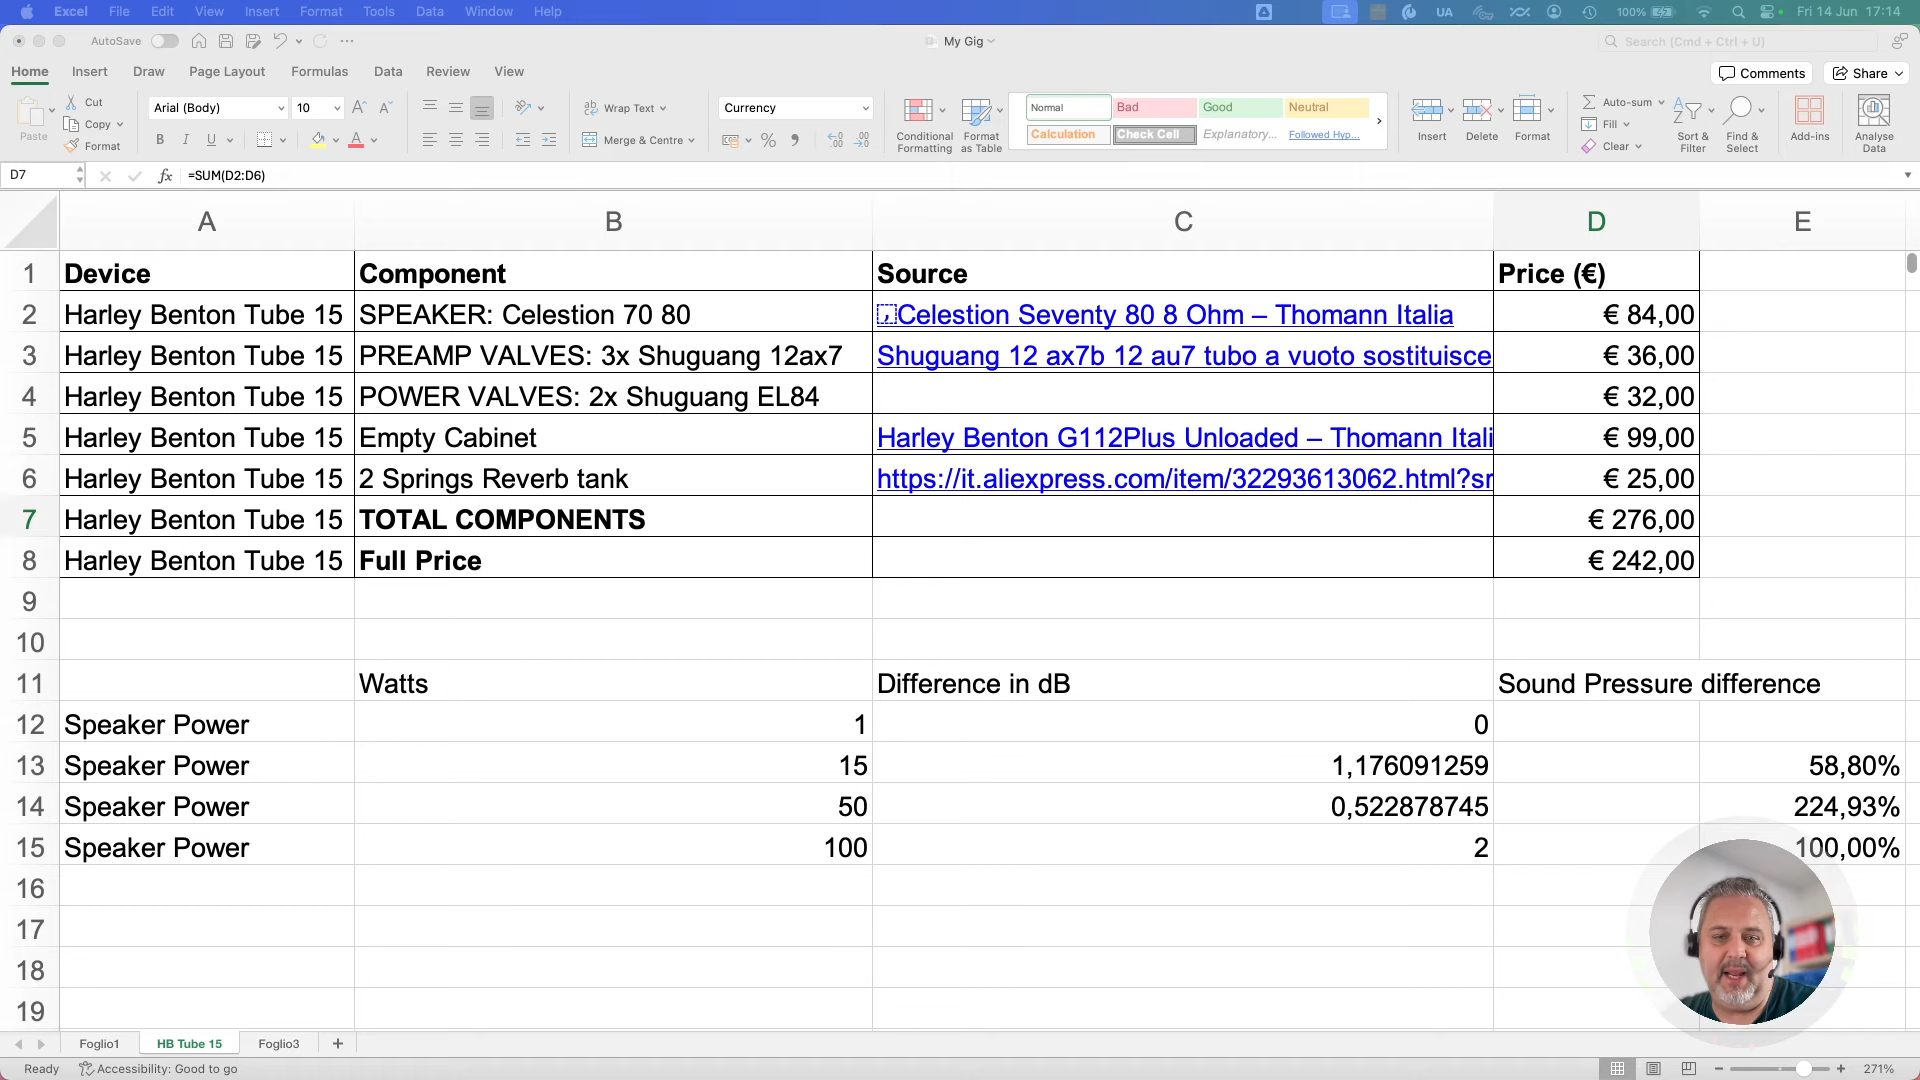 Excel File Edit View Insert Format Tools Data Window Help UA 100% Fri 14 Jun 17:14
AutoSave My Gig Search (Cmd + Ctrl + U)
Home Insert Draw Page Layout Formulas Data Review View Comments Share
Paste Cut Copy Format
Arial (Body) 10
B I U
Wrap Text
Merge & Centre
Currency
Conditional Formatting
Format as Table
Normal Bad Good Neutral
Calculation Check Cell Explanatory... Followed Hyp...
Insert Delete Format
Auto-sum
Fill
Clear
Sort & Filter
Find & Select
Add-ins
Analyse Data
D7 fx =SUM(D2:D6)
A B C D E
1 Device Component Source Price (€)
2 Harley Benton Tube 15 SPEAKER: Celestion 70 80 Celestion Seventy 80 8 Ohm – Thomann Italia € 84,00
3 Harley Benton Tube 15 PREAMP VALVES: 3x Shuguang 12ax7 Shuguang 12 ax7b 12 au7 tubo a vuoto sostituisce € 36,00
4 Harley Benton Tube 15 POWER VALVES: 2x Shuguang EL84 € 32,00
5 Harley Benton Tube 15 Empty Cabinet Harley Benton G112Plus Unloaded – Thomann Itali € 99,00
6 Harley Benton Tube 15 2 Springs Reverb tank https://it.aliexpress.com/item/32293613062.html?sr € 25,00
7 Harley Benton Tube 15 TOTAL COMPONENTS € 276,00
8 Harley Benton Tube 15 Full Price € 242,00
9
10
11 Watts Difference in dB Sound Pressure difference
12 Speaker Power 1 0
13 Speaker Power 15 1,176091259 58,80%
14 Speaker Power 50 0,522878745 224,93%
15 Speaker Power 100 2 100,00%
16
17
18
19
Foglio1 HB Tube 15 Foglio3 +
Ready Accessibility: Good to go 271%